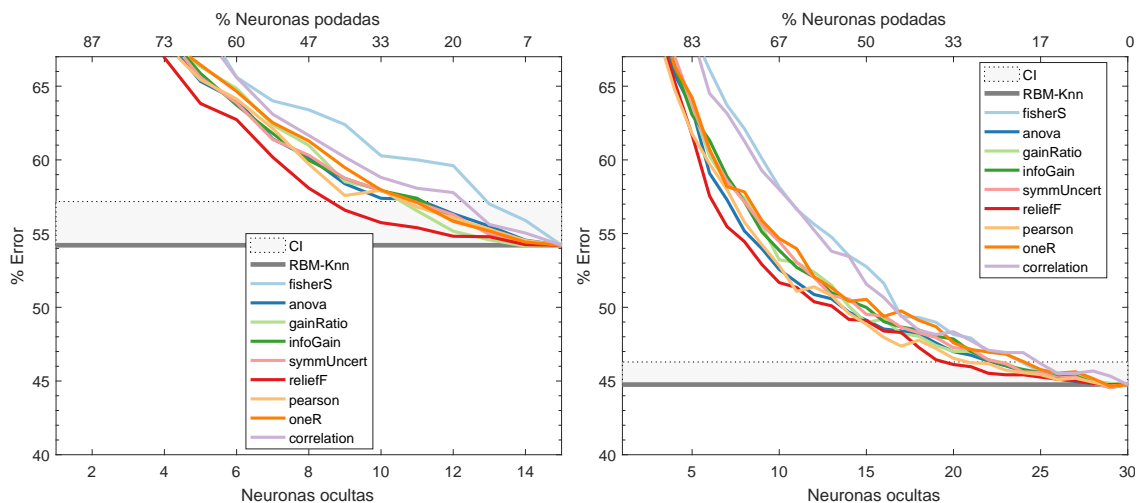 % Neuronas podadas
87 73 60 47 33 20 7
% Error
65
60
55
50
45
40
CI
RBM-Knn
fisherS
anova
gainRatio
infoGain
symmUncert
reliefF
pearson
oneR
correlation
2 4 6 8 10 12 14
Neuronas ocultas
% Neuronas podadas
83 67 50 33 17 0
% Error
65
60
55
50
45
40
CI
RBM-Knn
fisherS
anova
gainRatio
infoGain
symmUncert
reliefF
pearson
oneR
correlation
5 10 15 20 25 30
Neuronas ocultas